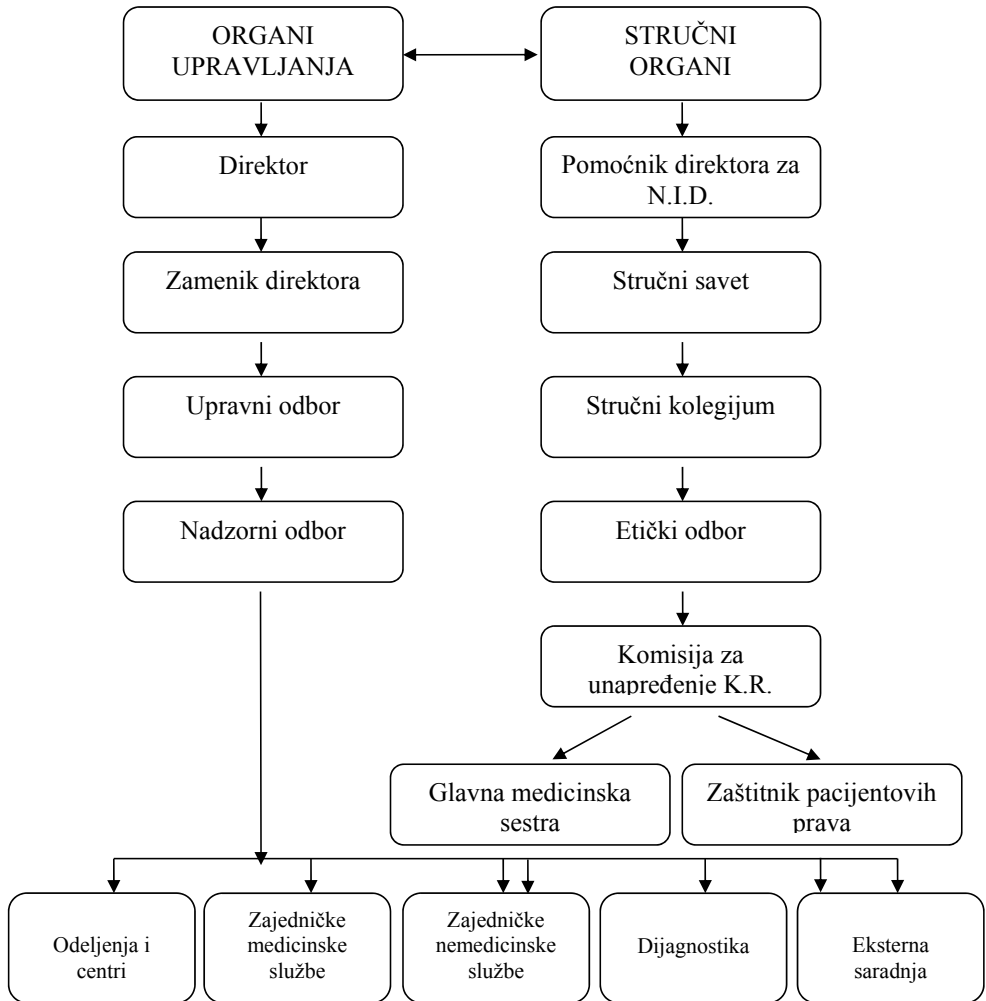 ORGANI
UPRAVLJANJA
STRUČNI
ORGANI
Direktor
Pomoćnik direktora za
N.I.D.
Zamenik direktora
Stručni savet
Upravni odbor
Stručni kolegijum
Nadzorni odbor
Etički odbor
Komisija za
unapređenje K.R.
Glavna medicinska
sestra
Zaštitnik pacijentovih
prava
Odeljenja i
centri
Zajedničke
medicinske
službe
Zajedničke
nemedicinske
službe
Dijagnostika
Eksterna
saradnja